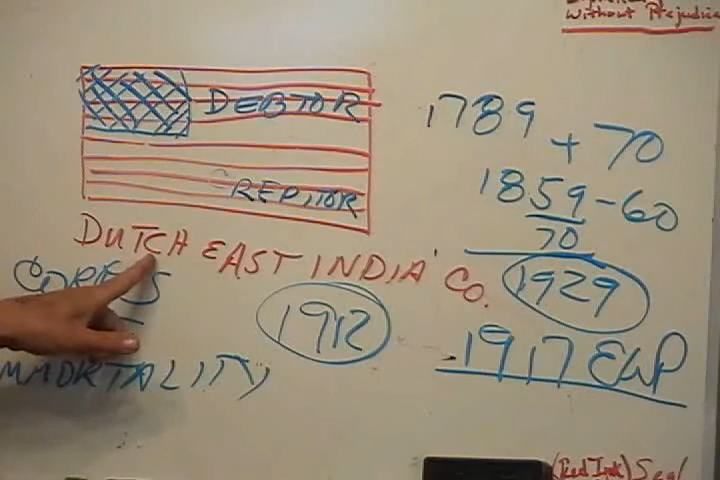 Without Prejudice
DEBTOR
CREDITOR
1789 + 70
1859-60
70
1929
DUTCH EAST INDIA Co.
1912
1917 EWP
IMMORTALITY
(Red Ink) Seal